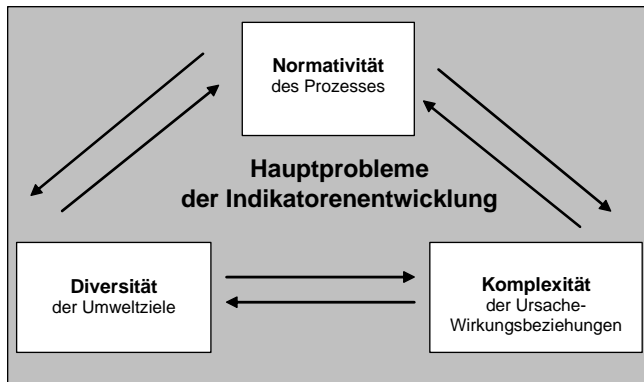 Normativität
des Prozesses
Hauptprobleme
der Indikatorenentwicklung
Diversität
der Umweltziele
Komplexität
der Ursache-
Wirkungsbeziehungen